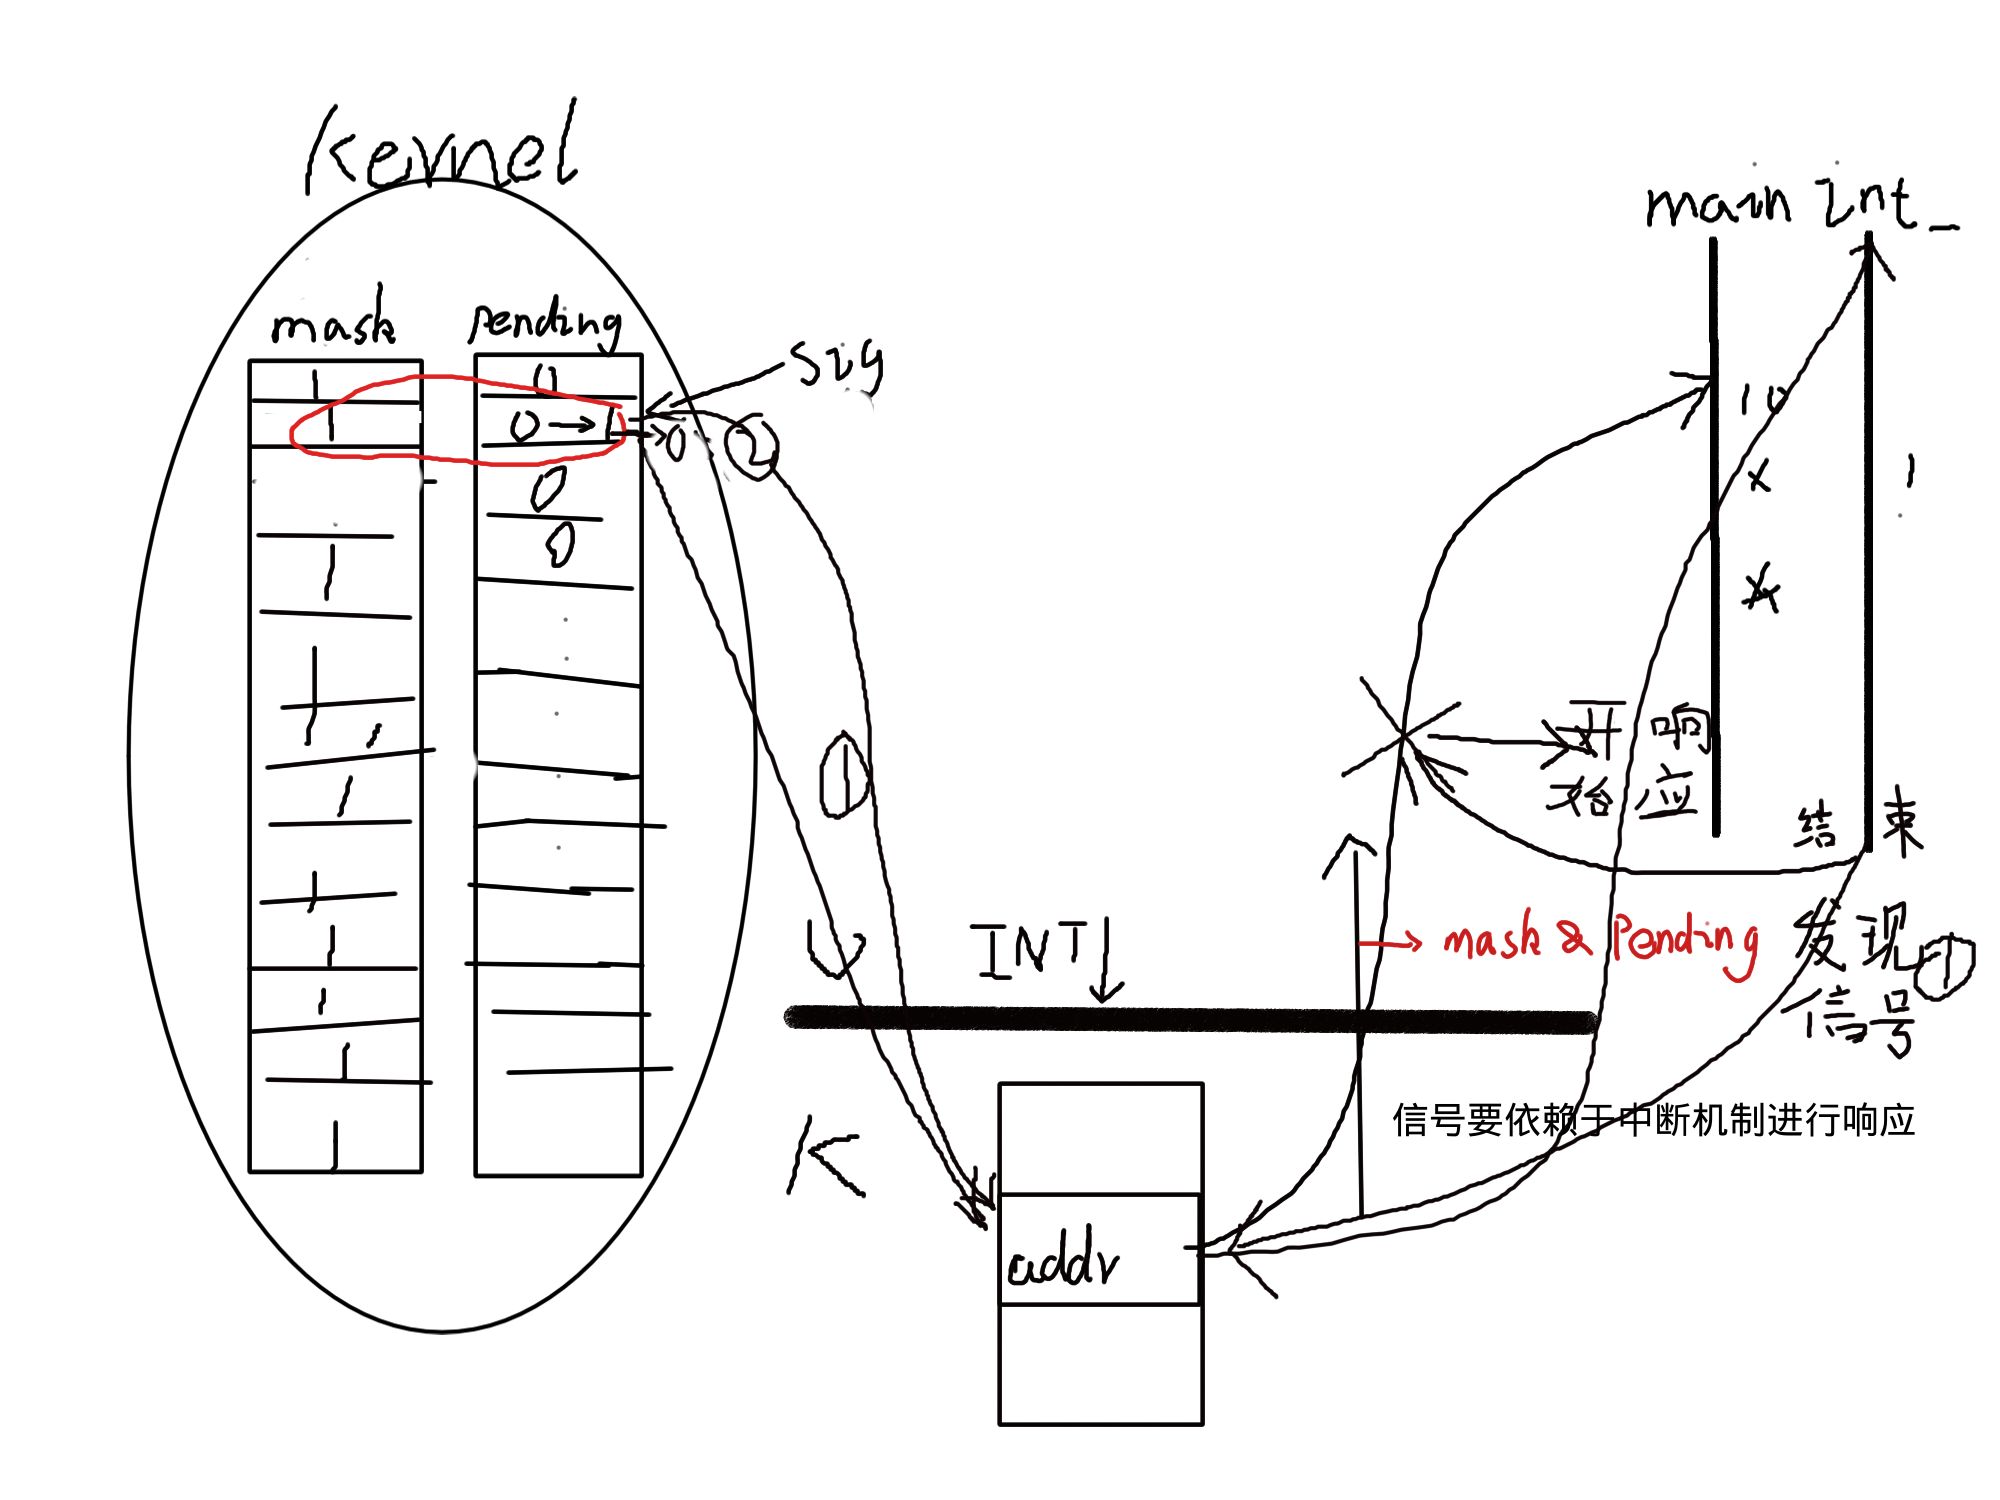 kernel
mask
pending
1
1
1
1
1
1
1
1
1
1
1
0
0 → 1 → 0
0
0
sig
②
①
U
K
INT
addr
main
int_
10
*
*
1
开始
响应
结束
mask & Pending
发现①
信号
信号要依赖于中断机制进行响应